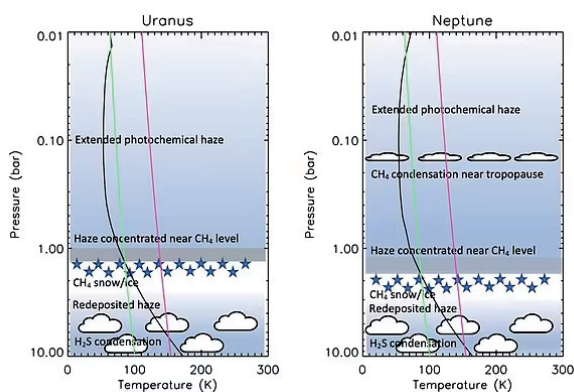 Uranus
0.01
0.10
1.00
10.00
Pressure (bar)
Extended photochemical haze
Haze concentrated near CH₄ level
CH₄ snow/ice
Redeposited haze
H₂S condensation
0 100 200 300
Temperature (K)
Neptune
0.01
0.10
1.00
10.00
Pressure (bar)
Extended photochemical haze
CH₄ condensation near tropopause
Haze concentrated near CH₄ level
CH₄ snow/ice
Redeposited haze
H₂S condensation
0 100 200 300
Temperature (K)